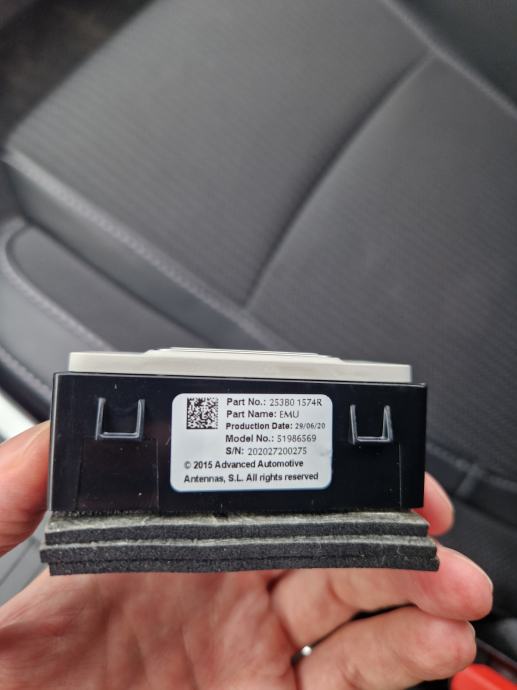 Part No.: 253B0 1574R
Part Name: EMU
Production Date: 29/06/20
Model No.: 51986569
S/N: 202027200275
© 2015 Advanced Automotive
Antennas, S.L. All rights reserved